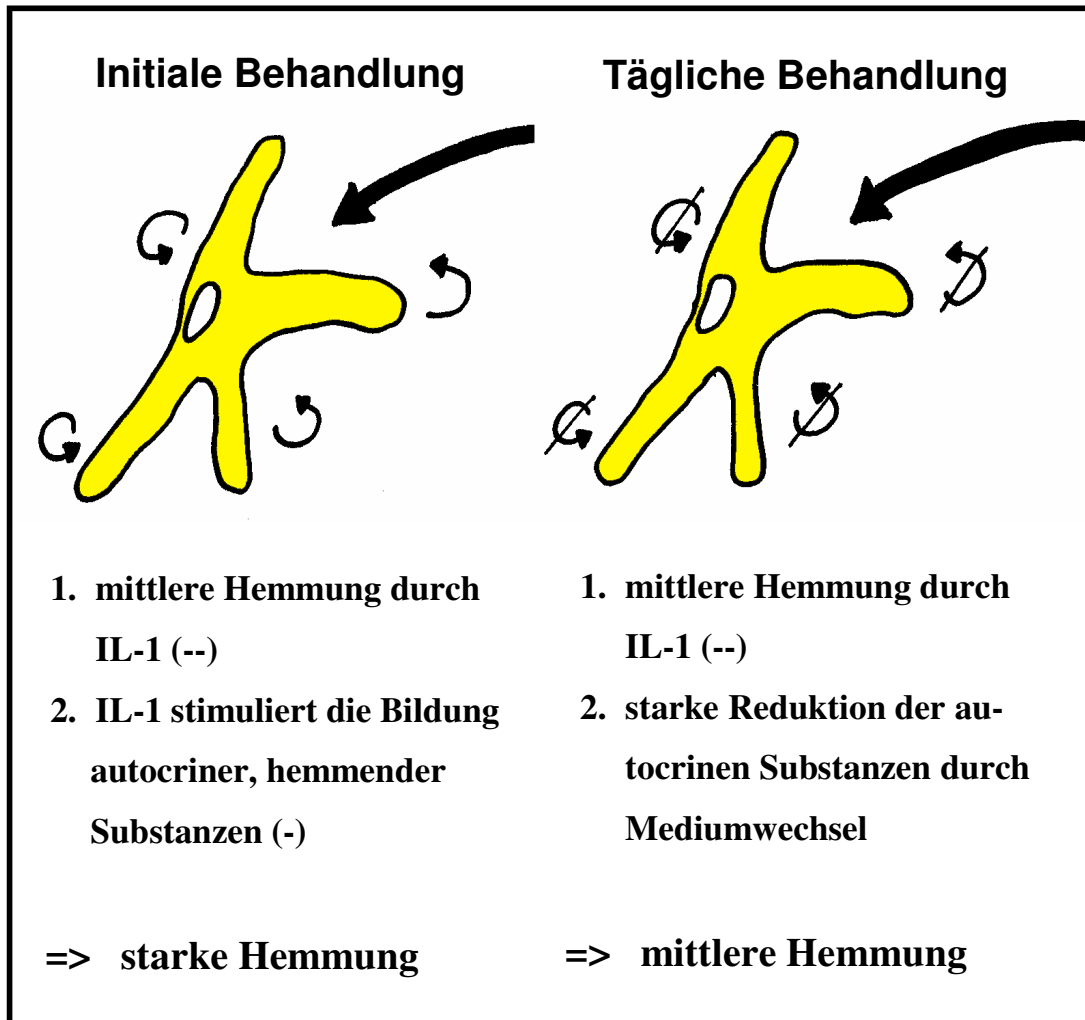 Initiale Behandlung
1. mittlere Hemmung durch
IL-1 (--)
2. IL-1 stimuliert die Bildung
autocriner, hemmender
Substanzen (-)
=> starke Hemmung
Tägliche Behandlung
1. mittlere Hemmung durch
IL-1 (--)
2. starke Reduktion der au-
tocrinen Substanzen durch
Mediumwechsel
=> mittlere Hemmung